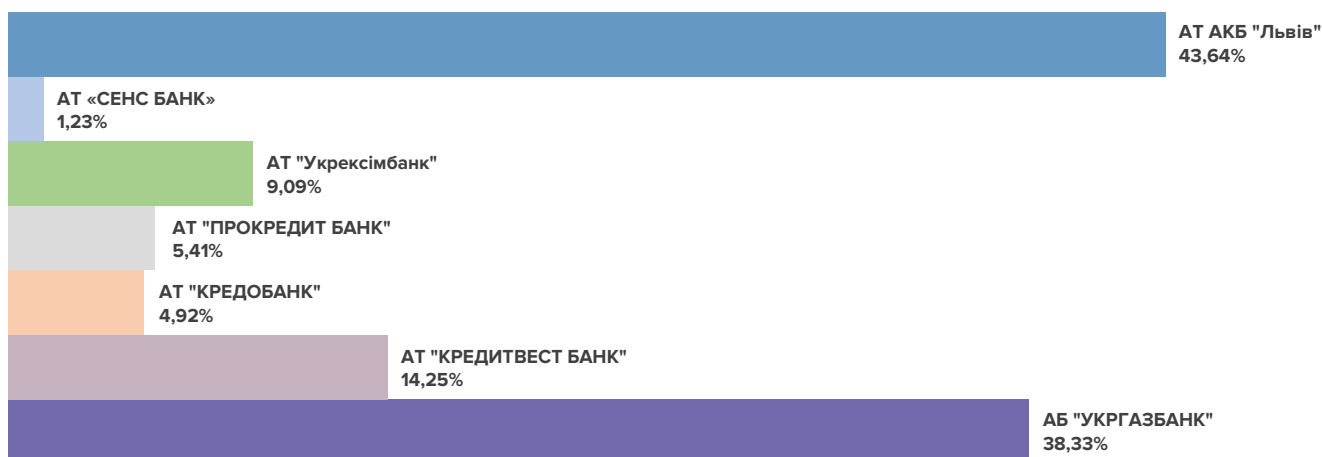 АТ АКБ "Львів"
43,64%
АТ «СЕНС БАНК»
1,23%
АТ "Укрексімбанк"
9,09%
АТ "ПРОКРЕДИТ БАНК"
5,41%
АТ "КРЕДОБАНК"
4,92%
АТ "КРЕДИТВЕСТ БАНК"
14,25%
АБ "УКРГАЗБАНК"
38,33%